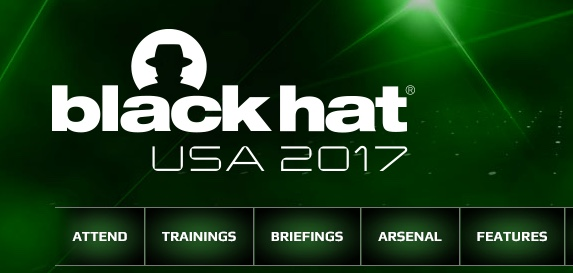 black hat®
USA 2017
ATTEND TRAININGS BRIEFINGS ARSENAL FEATURES